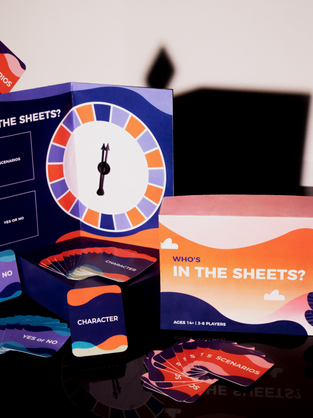 RIOS
THE SHEETS?
SCENARIOS
YES OR NO
NO
CHARACTER
CHARACTER
YES or NO
SCENARIOS
WHO'S
IN THE SHEETS?
AGES 14+ | 3-6 PLAYERS